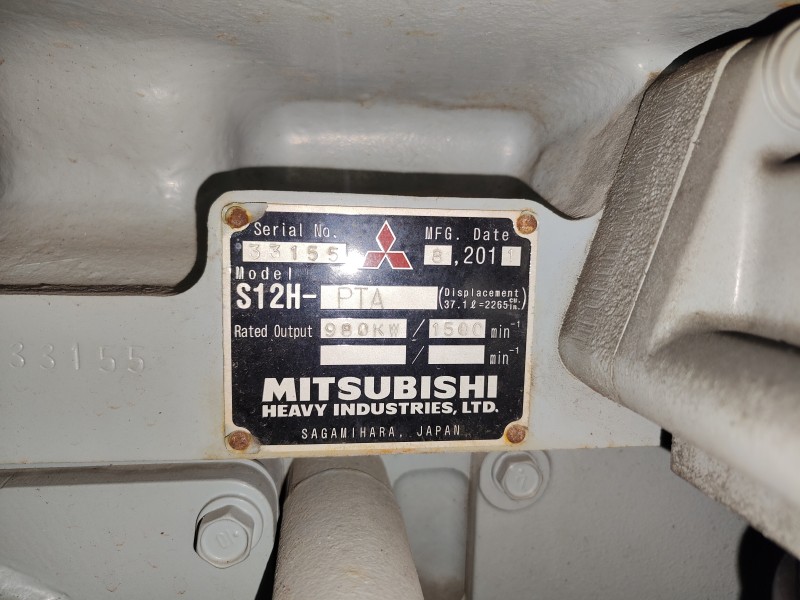 Serial No. MFG. Date
33155 8,2011
Model
S12H- PTA (Displacement 37.1ℓ=2265 cu. in.)
Rated Output 980KW / 1500 min⁻¹
/ min⁻¹
MITSUBISHI
HEAVY INDUSTRIES, LTD.
SAGAMIHARA, JAPAN
33155